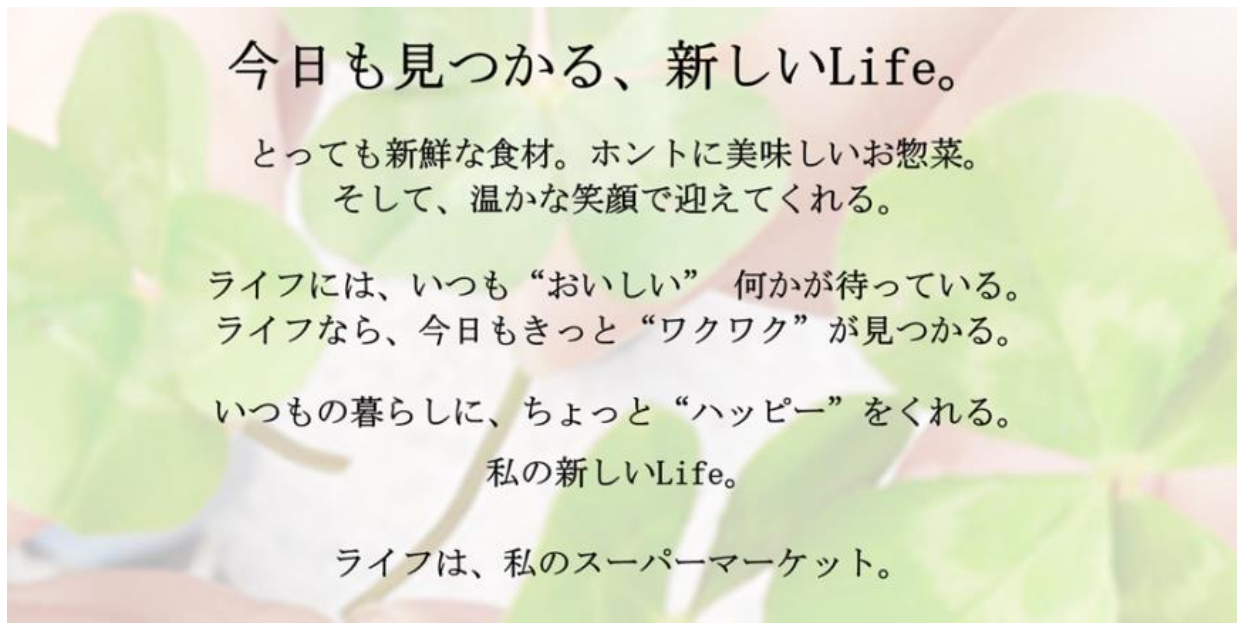 今日も見つかる、新しいLife。
とっても新鮮な食材。ホントに美味しいお惣菜。
そして、温かな笑顔で迎えてくれる。
ライフには、いつも“おいしい”　何かが待っている。
ライフなら、今日もきっと“ワクワク”が見つかる。
いつもの暮らしに、ちょっと“ハッピー”をくれる。
私の新しいLife。
ライフは、私のスーパーマーケット。